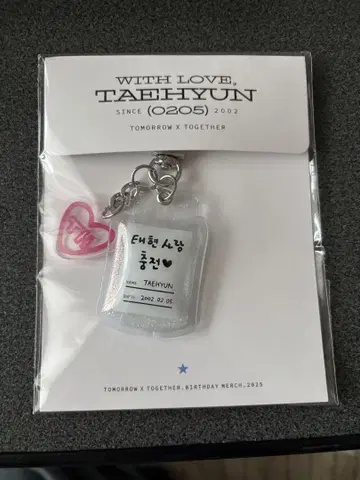 WITH LOVE,
TAEHYUN
SINCE (0205) 2002
TOMORROW X TOGETHER
태현 사랑
충전♥
NAME TAEHYUN
2002.02.05
TOMORROW X TOGETHER.BIRTHDAY MERCH.2025